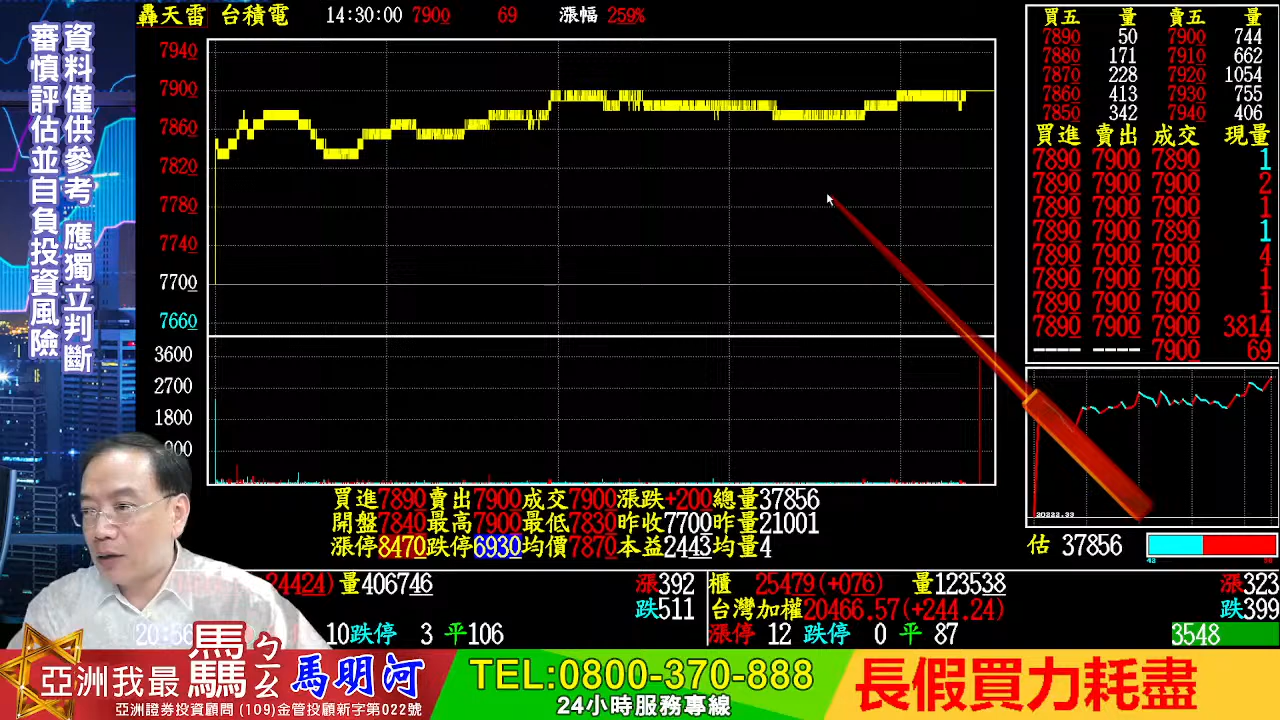 資料僅供參考 應獨立判斷
審慎評估並自負投資風險
轟天雷 台積電 14:30:00 7900 69 漲幅 259%
7940
7900
7860
7820
7780
7740
7700
7660
3600
2700
1800
900
買進7890賣出7900成交7900漲跌+200總量37856
開盤7840最高7900最低7830昨收7700昨量21001
漲停8470跌停6930均價7870本益2443均量4
買五 量 賣五 量
7890 50 7900 744
7880 171 7910 662
7870 228 7920 1054
7860 413 7930 755
7850 342 7940 406
買進 賣出 成交 現量
7890 7900 7890 1
7890 7900 7900 2
7890 7900 7900 1
7890 7900 7890 1
7890 7900 7900 4
7890 7900 7900 1
7890 7900 7900 1
7890 7900 7900 3814
---- ---- 7900 69
20222.33
估 37856
24424) 量4067446 漲392
跌511
10跌停 3 平106
櫃 25479(+076) 量123538 漲323
台灣加權20466.57(+244.24) 跌399
漲停 12 跌停 0 平 87 3548
亞洲我最馬驫ㄅㄧㄠ馬明河
亞洲證券投資顧問 (109)金管投顧新字第022號
TEL:0800-370-888
24小時服務專線
長假買力耗盡